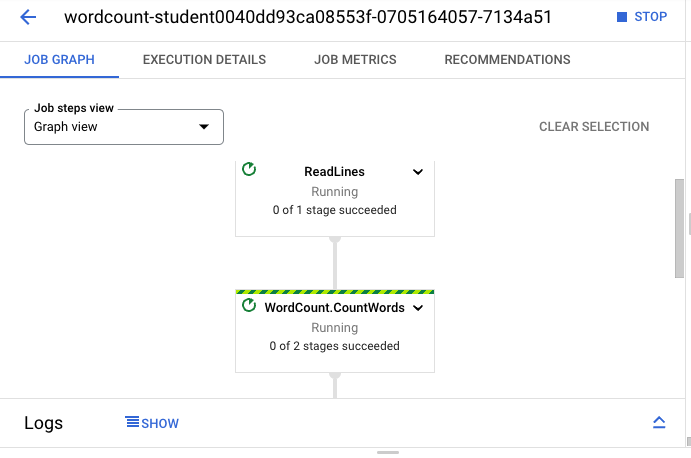 wordcount-student0040dd93ca08553f-0705164057-7134a51
STOP
JOB GRAPH EXECUTION DETAILS JOB METRICS RECOMMENDATIONS
Job steps view
Graph view
CLEAR SELECTION
ReadLines
Running
0 of 1 stage succeeded
WordCount.CountWords
Running
0 of 2 stages succeeded
Logs SHOW